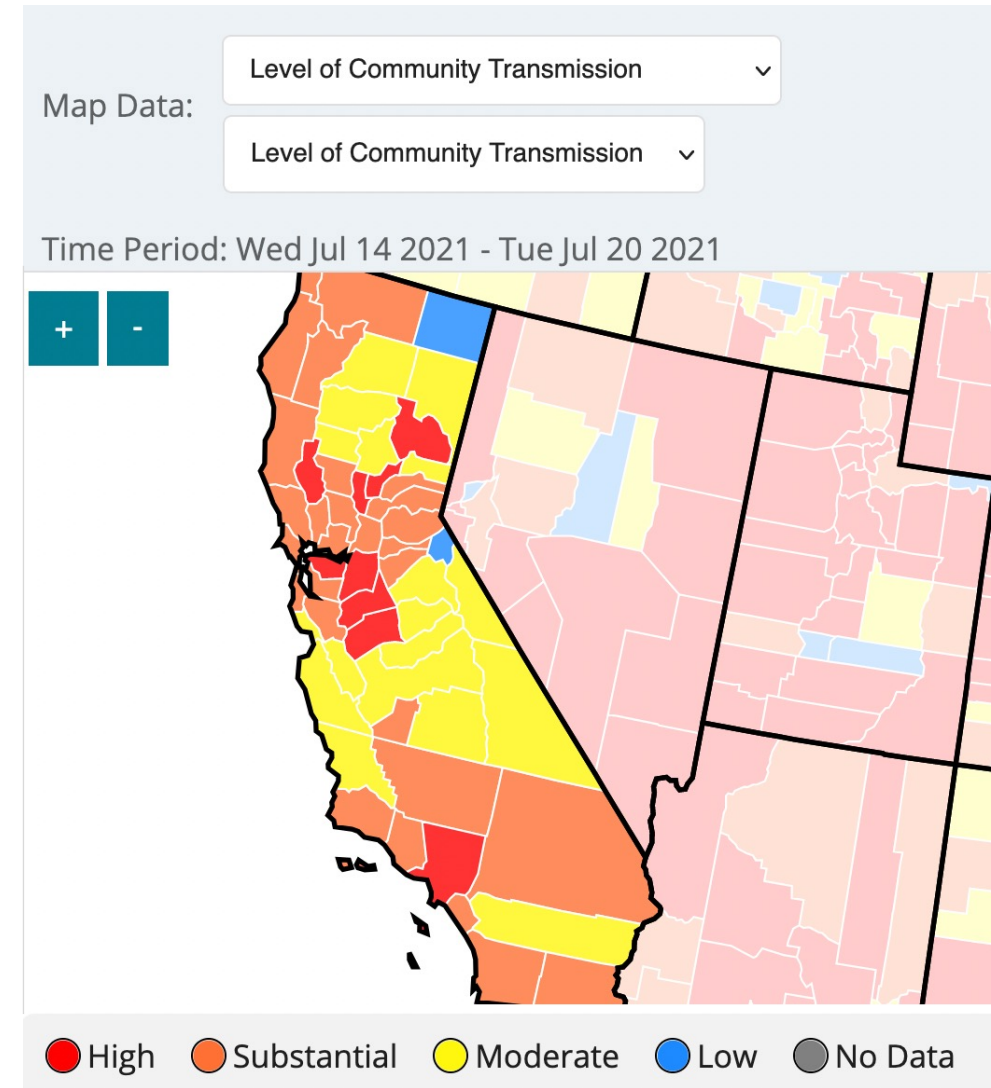 Level of Community Transmission
Map Data:
Level of Community Transmission
Time Period: Wed Jul 14 2021 - Tue Jul 20 2021
+ -
High Substantial Moderate Low No Data